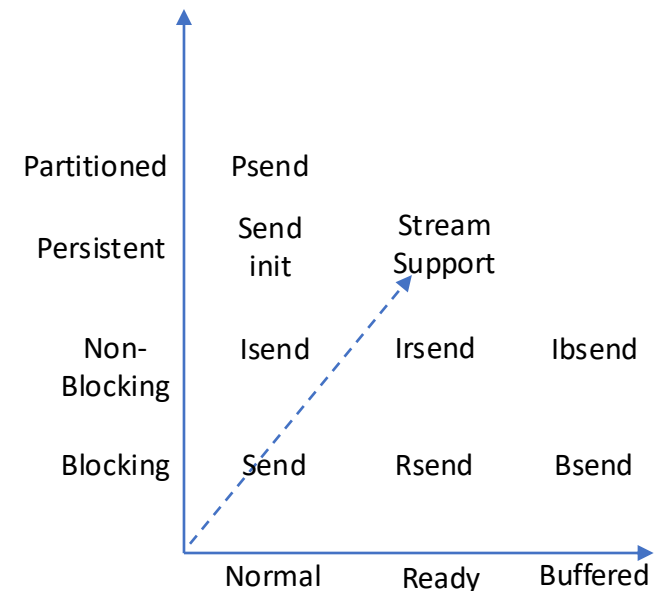 Partitioned Psend
Send Stream
Persistent init Support
Non-
Blocking Isend Irsend Ibsend
Blocking Send Rsend Bsend
Normal Ready Buffered